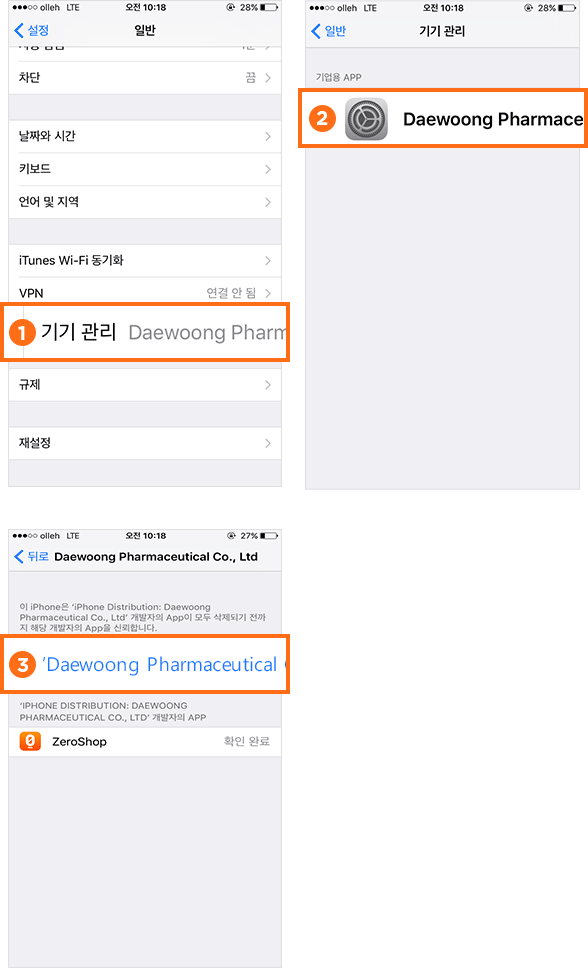 olleh LTE 오전 10:18 28%
설정 일반
차단 끔
날짜와 시간
키보드
언어 및 지역
iTunes Wi-Fi 동기화
VPN 연결 안 됨
1 기기 관리 Daewoong Pharm
규제
재설정
olleh LTE 오전 10:18 28%
일반 기기 관리
기업용 APP
2 Daewoong Pharmace
olleh LTE 오전 10:18 27%
뒤로 Daewoong Pharmaceutical Co., Ltd
이 iPhone은 ‘iPhone Distribution: Daewoong
Pharmaceutical Co., Ltd’ 개발자의 App이 모두 삭제되기 전까
지 해당 개발자의 App을 신뢰합니다.
3 ‘Daewoong Pharmaceutical
‘IPHONE DISTRIBUTION: DAEWOONG
PHARMACEUTICAL CO., LTD’ 개발자의 APP
ZeroShop 확인 완료